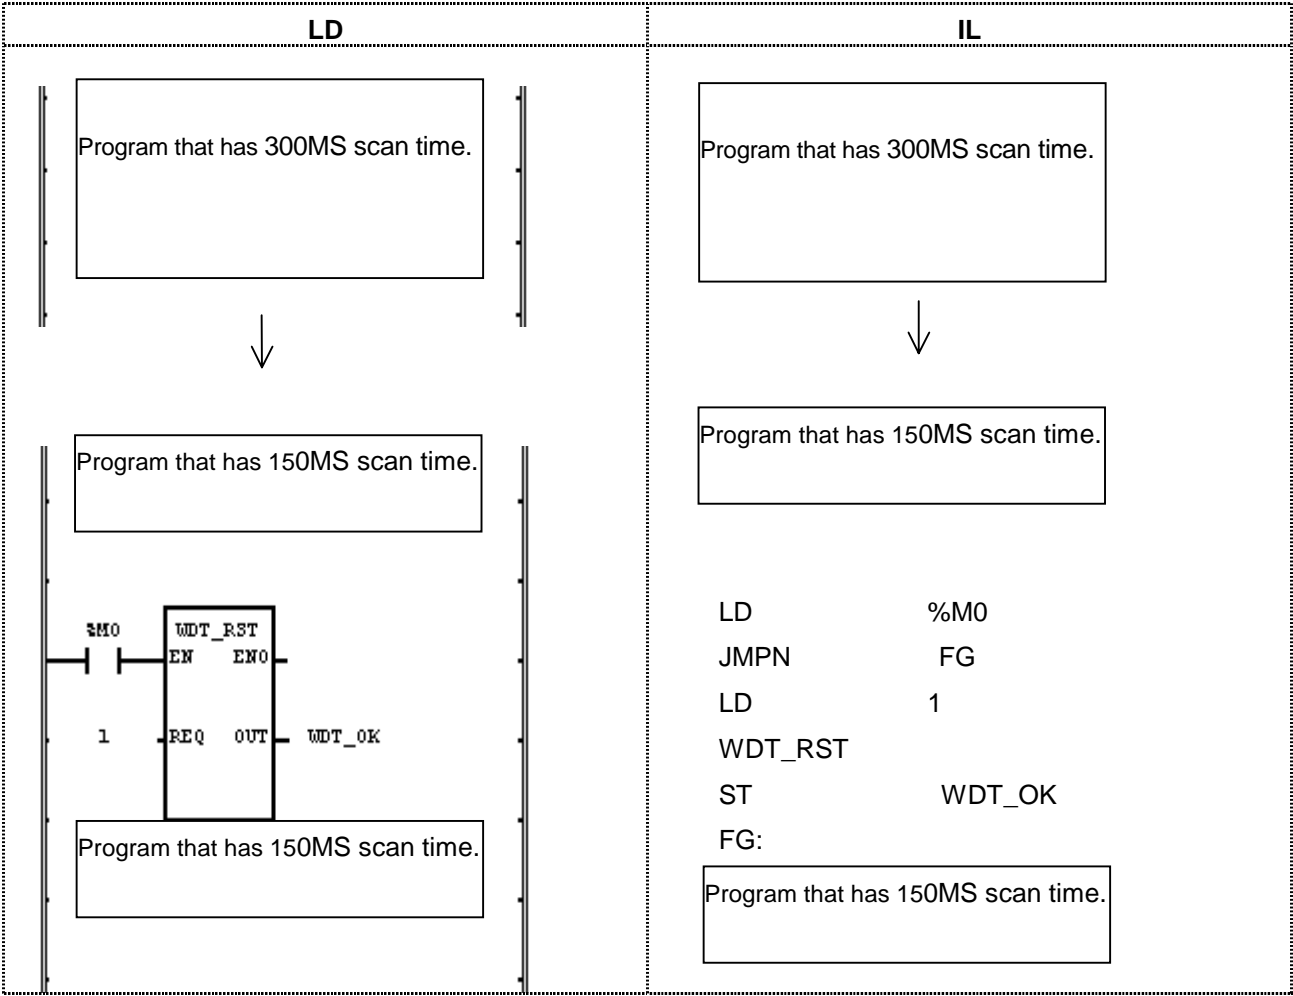 LD
Program that has 300MS scan time.
Program that has 150MS scan time.
%M0
WDT_RST
EN ENO
1 REQ OUT WDT_OK
Program that has 150MS scan time.
IL
Program that has 300MS scan time.
Program that has 150MS scan time.
LD %M0
JMPN FG
LD 1
WDT_RST
ST WDT_OK
FG:
Program that has 150MS scan time.